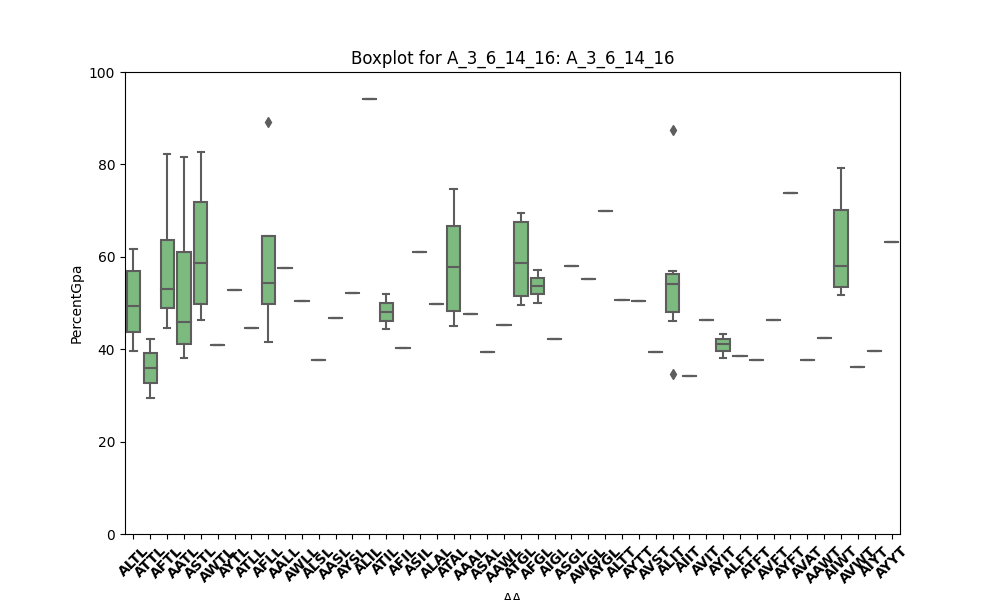 Boxplot for A_3_6_14_16: A_3_6_14_16
PercentGpa
100
80
60
40
20
0
ALTL ATTL AFTL AATL ASTL AWTL AYTL ATLL AFLL AALL AWLL ALSL AASL AYSL ALIL ATIL AFIL ASIL ALAL ATAL AAAL ASAL AAWL ATGL AFGL AIGL ASGL AWGL AYGL ALTT AYTT AVST ALIT AIIT AVIT AYIT ALFT ATFT AVFT AYFT AVAT AAWT AIWT AVWT AIYT AYYT
AA